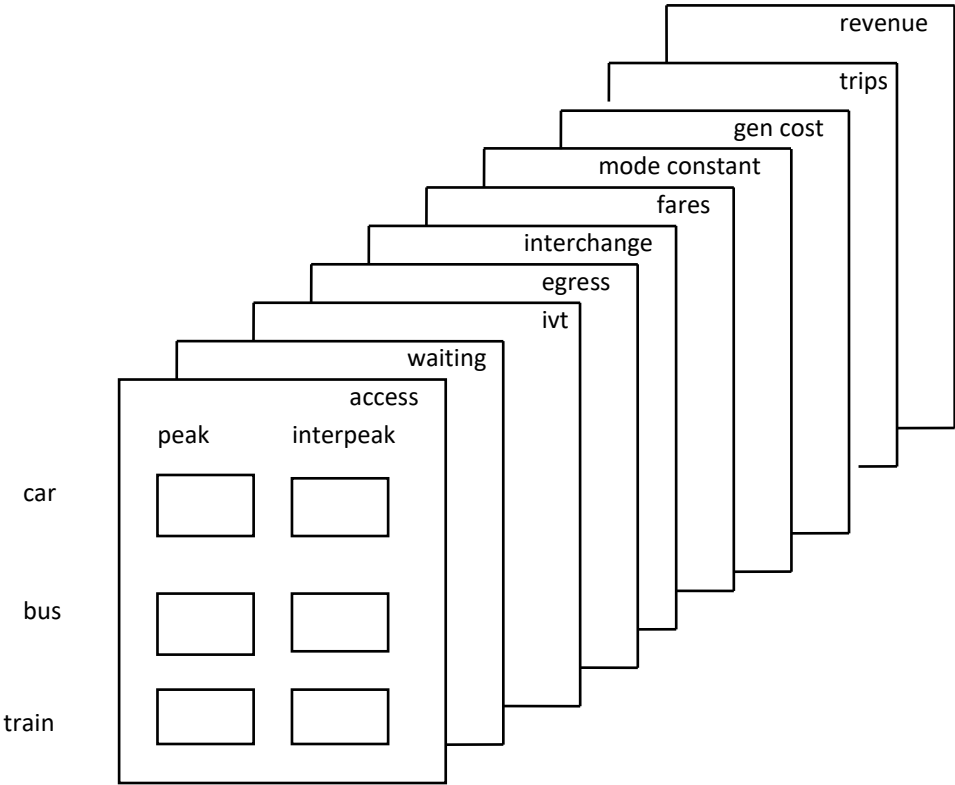 revenue
trips
gen cost
mode constant
fares
interchange
egress
ivt
waiting
access
peak interpeak
car
bus
train